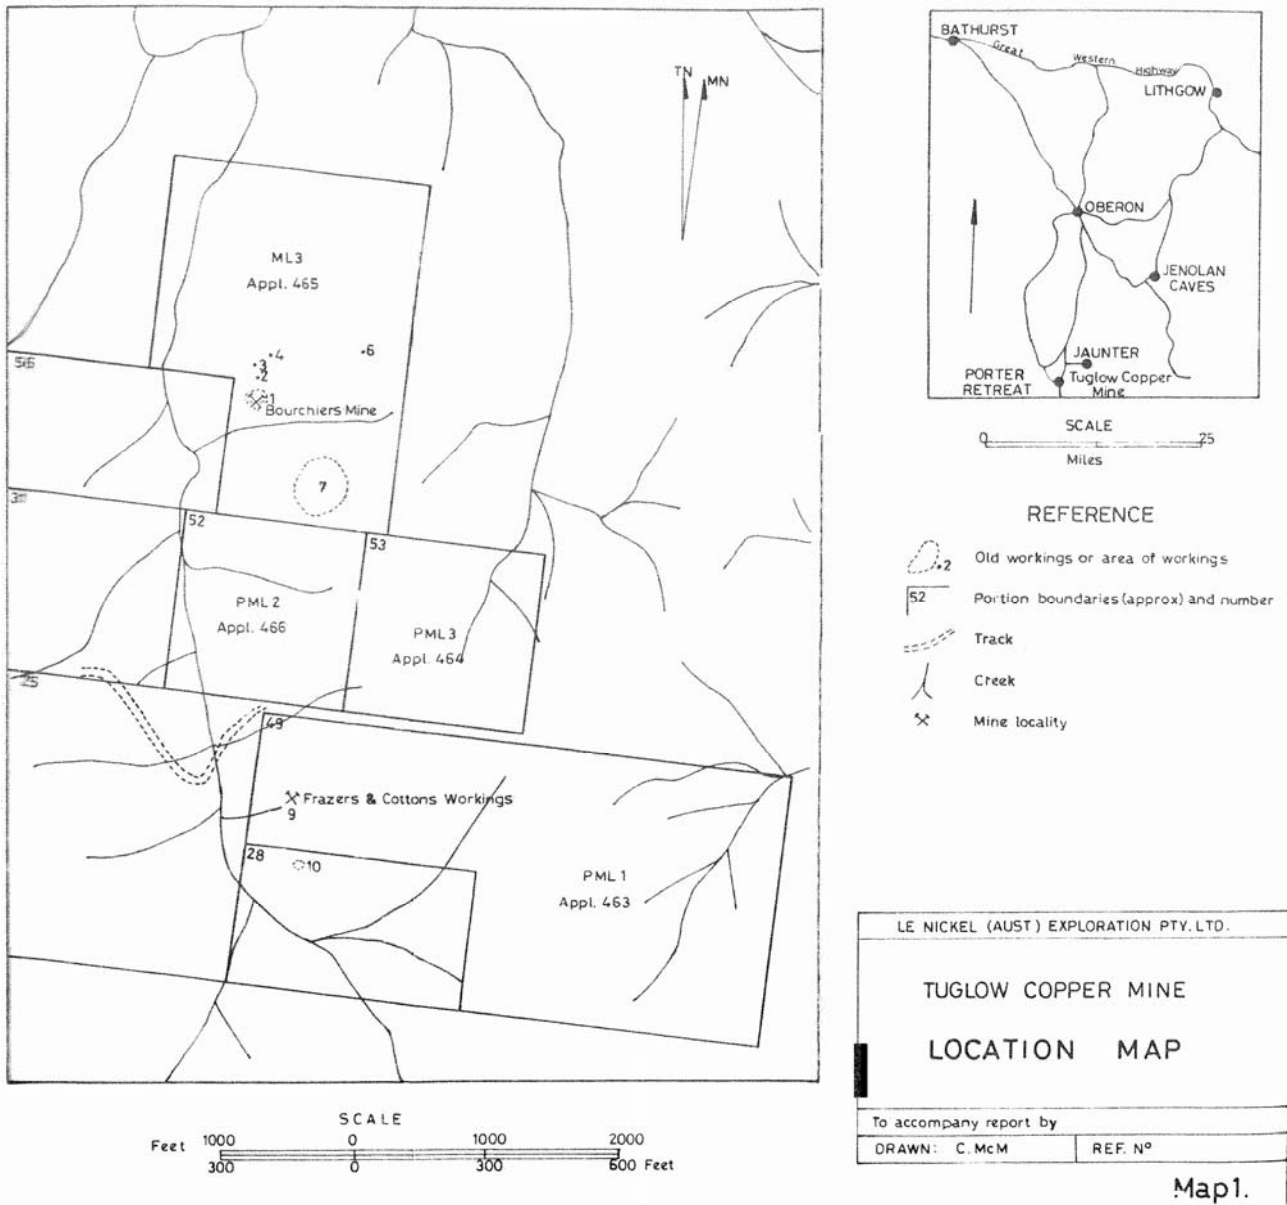 TN
MN
ML3
Appl. 465
4
6
3
2
1
Bourchiers Mine
7
52
53
PML 2
Appl. 466
PML 3
Appl. 464
49
Frazers & Cottons Workings
9
28
10
PML 1
Appl. 463
SCALE
Feet 1000 0 1000 2000
300 0 300 600 Feet
BATHURST
Great Western Highway
LITHGOW
OBERON
JENOLAN
CAVES
JAUNTER
PORTER
RETREAT
Tuglow Copper
Mine
SCALE
0 25
Miles
REFERENCE
2 Old workings or area of workings
52 Portion boundaries (approx) and number
Track
Creek
Mine locality
LE NICKEL (AUST) EXPLORATION PTY. LTD.
TUGLOW COPPER MINE
LOCATION MAP
To accompany report by
DRAWN: C. McM REF. Nº
Map1.